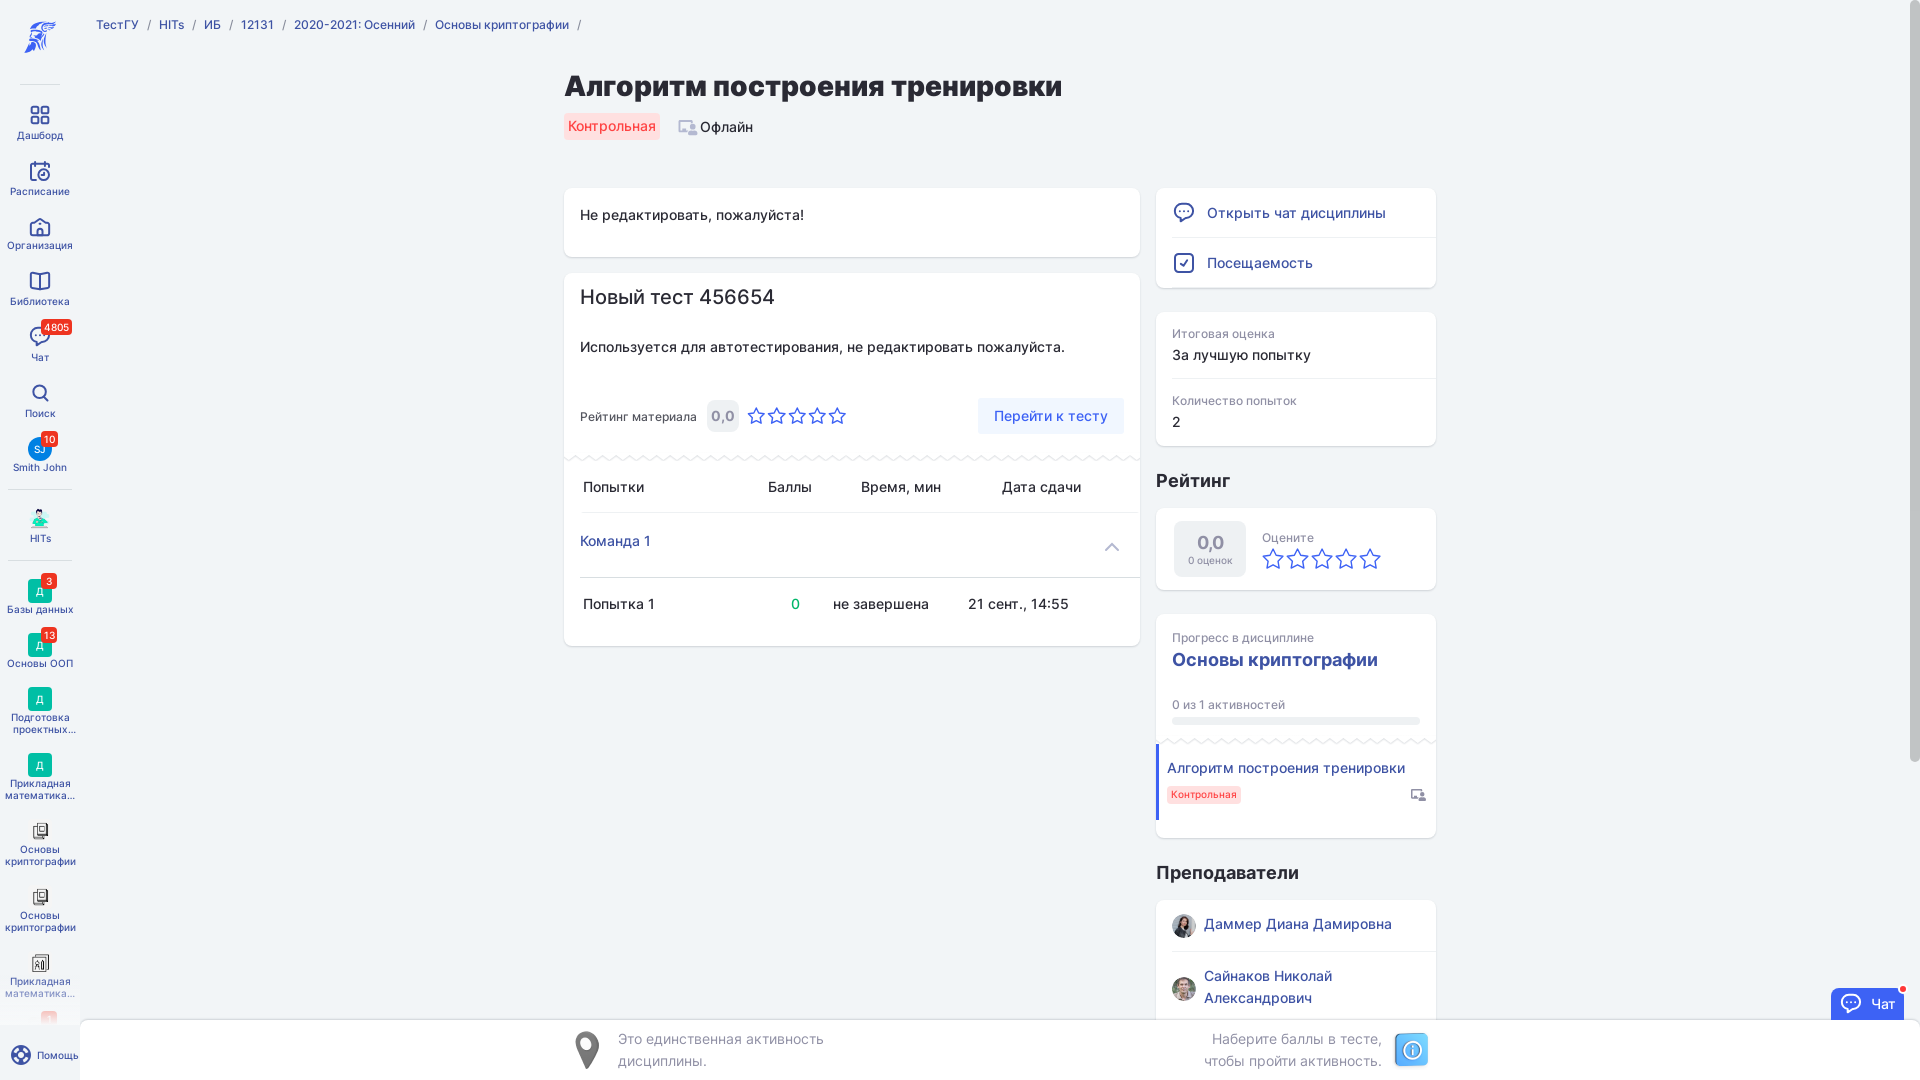 ТестГУ / HITs / ИБ / 12131 / 2020-2021: Осенний / Основы криптографии /
Дашборд
Расписание
Организация
Библиотека
4805
Чат
Поиск
10
SJ
Smith John
HITs
3
Д
Базы данных
13
Д
Основы ООП
Д
Подготовка
проектных...
Д
Прикладная
математика...
Основы
криптографии
Основы
криптографии
Прикладная
математика...
1
Помощь
Алгоритм построения тренировки
Контрольная
Офлайн
Не редактировать, пожалуйста!
Новый тест 456654
Используется для автотестирования, не редактировать пожалуйста.
Рейтинг материала 0,0
Перейти к тесту
Попытки Баллы Время, мин Дата сдачи
Команда 1
Попытка 1 0 не завершена 21 сент., 14:55
Открыть чат дисциплины
Посещаемость
Итоговая оценка
За лучшую попытку
Количество попыток
2
Рейтинг
0,0
0 оценок
Оцените
Прогресс в дисциплине
Основы криптографии
0 из 1 активностей
Алгоритм построения тренировки
Контрольная
Преподаватели
Даммер Диана Дамировна
Сайнаков Николай
Александрович
Чат
Это единственная активность
дисциплины.
Наберите баллы в тесте,
чтобы пройти активность.